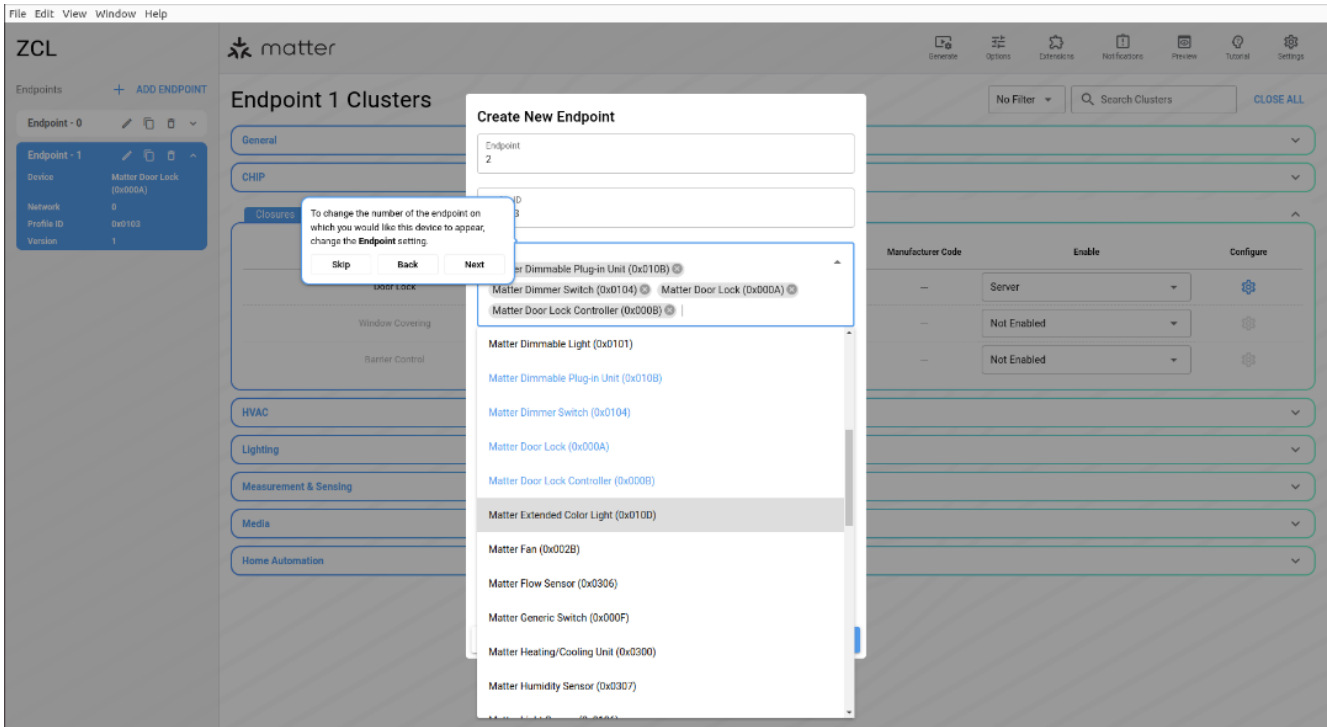 File Edit View Window Help
ZCL
matter
Generate
Options
Extensions
Notifications
Preview
Tutorial
Settings
Endpoints
ADD ENDPOINT
Endpoint - 0
Endpoint - 1
Device Matter Door Lock
(0x000A)
Network 0
Profile ID 0x0103
Version 1
Endpoint 1 Clusters
No Filter
Search Clusters
CLOSE ALL
General
CHIP
Closures
Manufacturer Code
Enable
Configure
Door Lock
—
Server
Window Covering
—
Not Enabled
Barrier Control
—
Not Enabled
HVAC
Lighting
Measurement & Sensing
Media
Home Automation
Create New Endpoint
Endpoint
2
ID
3
To change the number of the endpoint on
which you would like this device to appear,
change the Endpoint setting.
Skip
Back
Next
Dimmable Plug-in Unit (0x010B)
Matter Dimmer Switch (0x0104) Matter Door Lock (0x000A)
Matter Door Lock Controller (0x000B)
Matter Dimmable Light (0x0101)
Matter Dimmable Plug-in Unit (0x010B)
Matter Dimmer Switch (0x0104)
Matter Door Lock (0x000A)
Matter Door Lock Controller (0x000B)
Matter Extended Color Light (0x010D)
Matter Fan (0x002B)
Matter Flow Sensor (0x0306)
Matter Generic Switch (0x000F)
Matter Heating/Cooling Unit (0x0300)
Matter Humidity Sensor (0x0307)